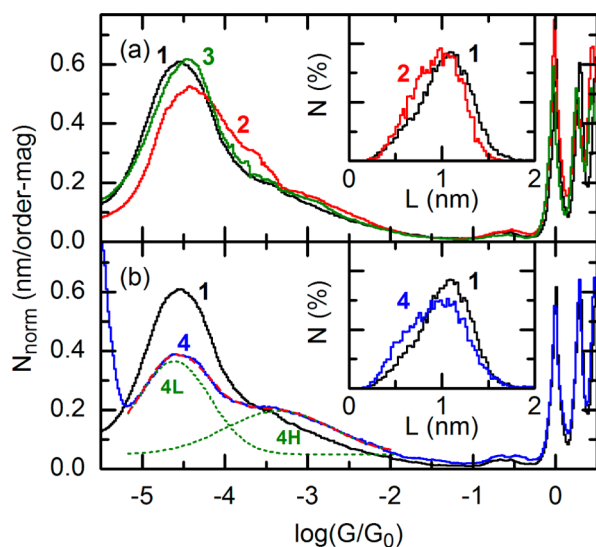 (a)
1
3
2
0.6
0.4
0.2
0.0
N (%)
2
1
0 1 2
L (nm)
N_norm (nm/order-mag)
(b)
1
4
4L
4H
0.6
0.4
0.2
0.0
N (%)
4
1
0 1 2
L (nm)
-5 -4 -3 -2 -1 0
log(G/G₀)